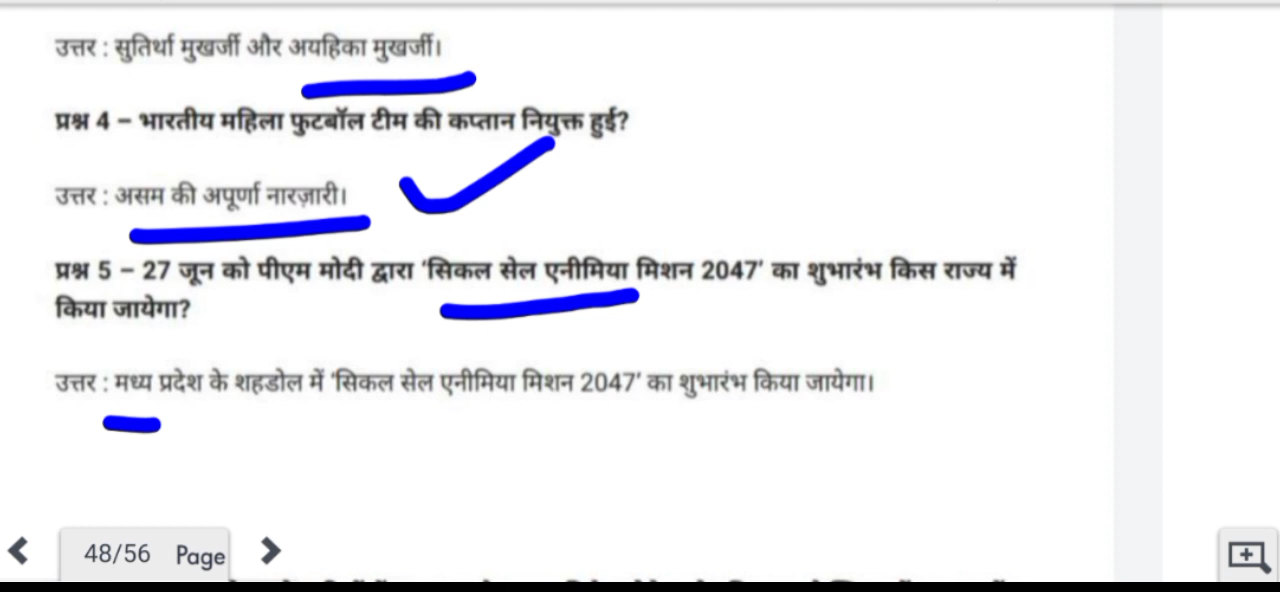 उत्तर : सुतिर्था मुखर्जी और अयहिका मुखर्जी।
प्रश्न 4 – भारतीय महिला फुटबॉल टीम की कप्तान नियुक्त हुई?
उत्तर : असम की अपूर्णा नारज़ारी।
प्रश्न 5 – 27 जून को पीएम मोदी द्वारा 'सिकल सेल एनीमिया मिशन 2047' का शुभारंभ किस राज्य में
किया जायेगा?
उत्तर : मध्य प्रदेश के शहडोल में 'सिकल सेल एनीमिया मिशन 2047' का शुभारंभ किया जायेगा।
48/56 Page